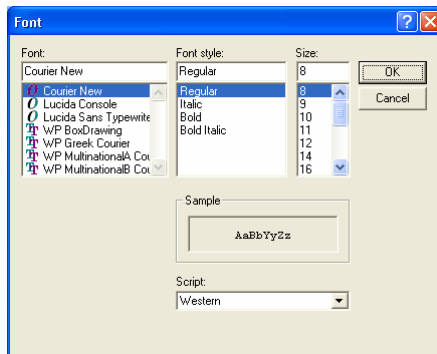 Font
Font:
Font style:
Size:
Courier New
Regular
8
OK
Cancel
Courier New
Lucida Console
Lucida Sans Typewrite
WP BoxDrawing
WP Greek Courier
WP MultinationalA Cou
WP MultinationalB Cou
Regular
Italic
Bold
Bold Italic
8
9
10
11
12
14
16
Sample
AaBbYyZz
Script:
Western